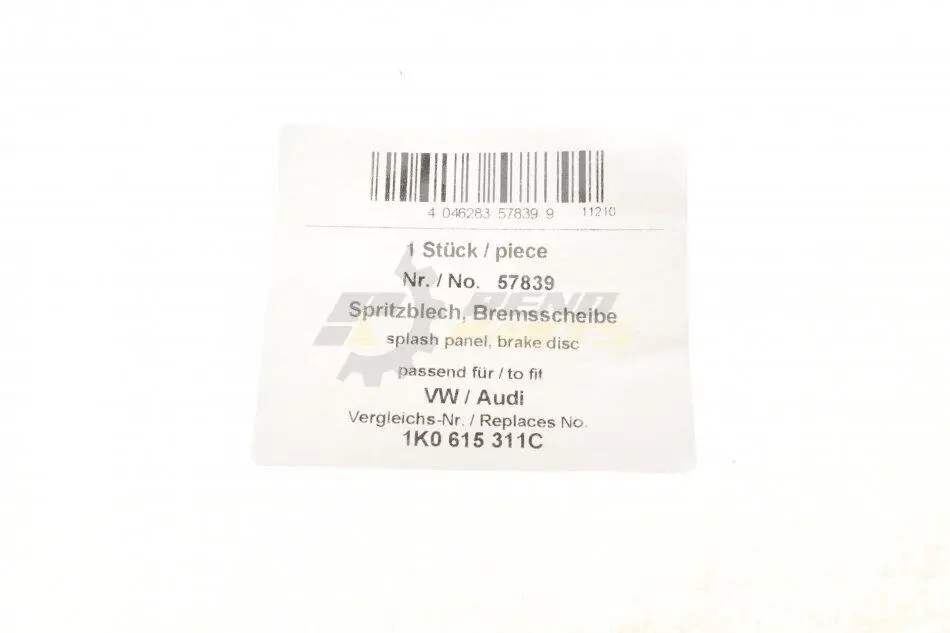 4 046283 57839 9 11210
1 Stück / piece
Nr. / No. 57839
Spritzblech, Bremsscheibe
splash panel, brake disc
passend für / to fit
VW / Audi
Vergleichs-Nr. / Replaces No.
1K0 615 311C